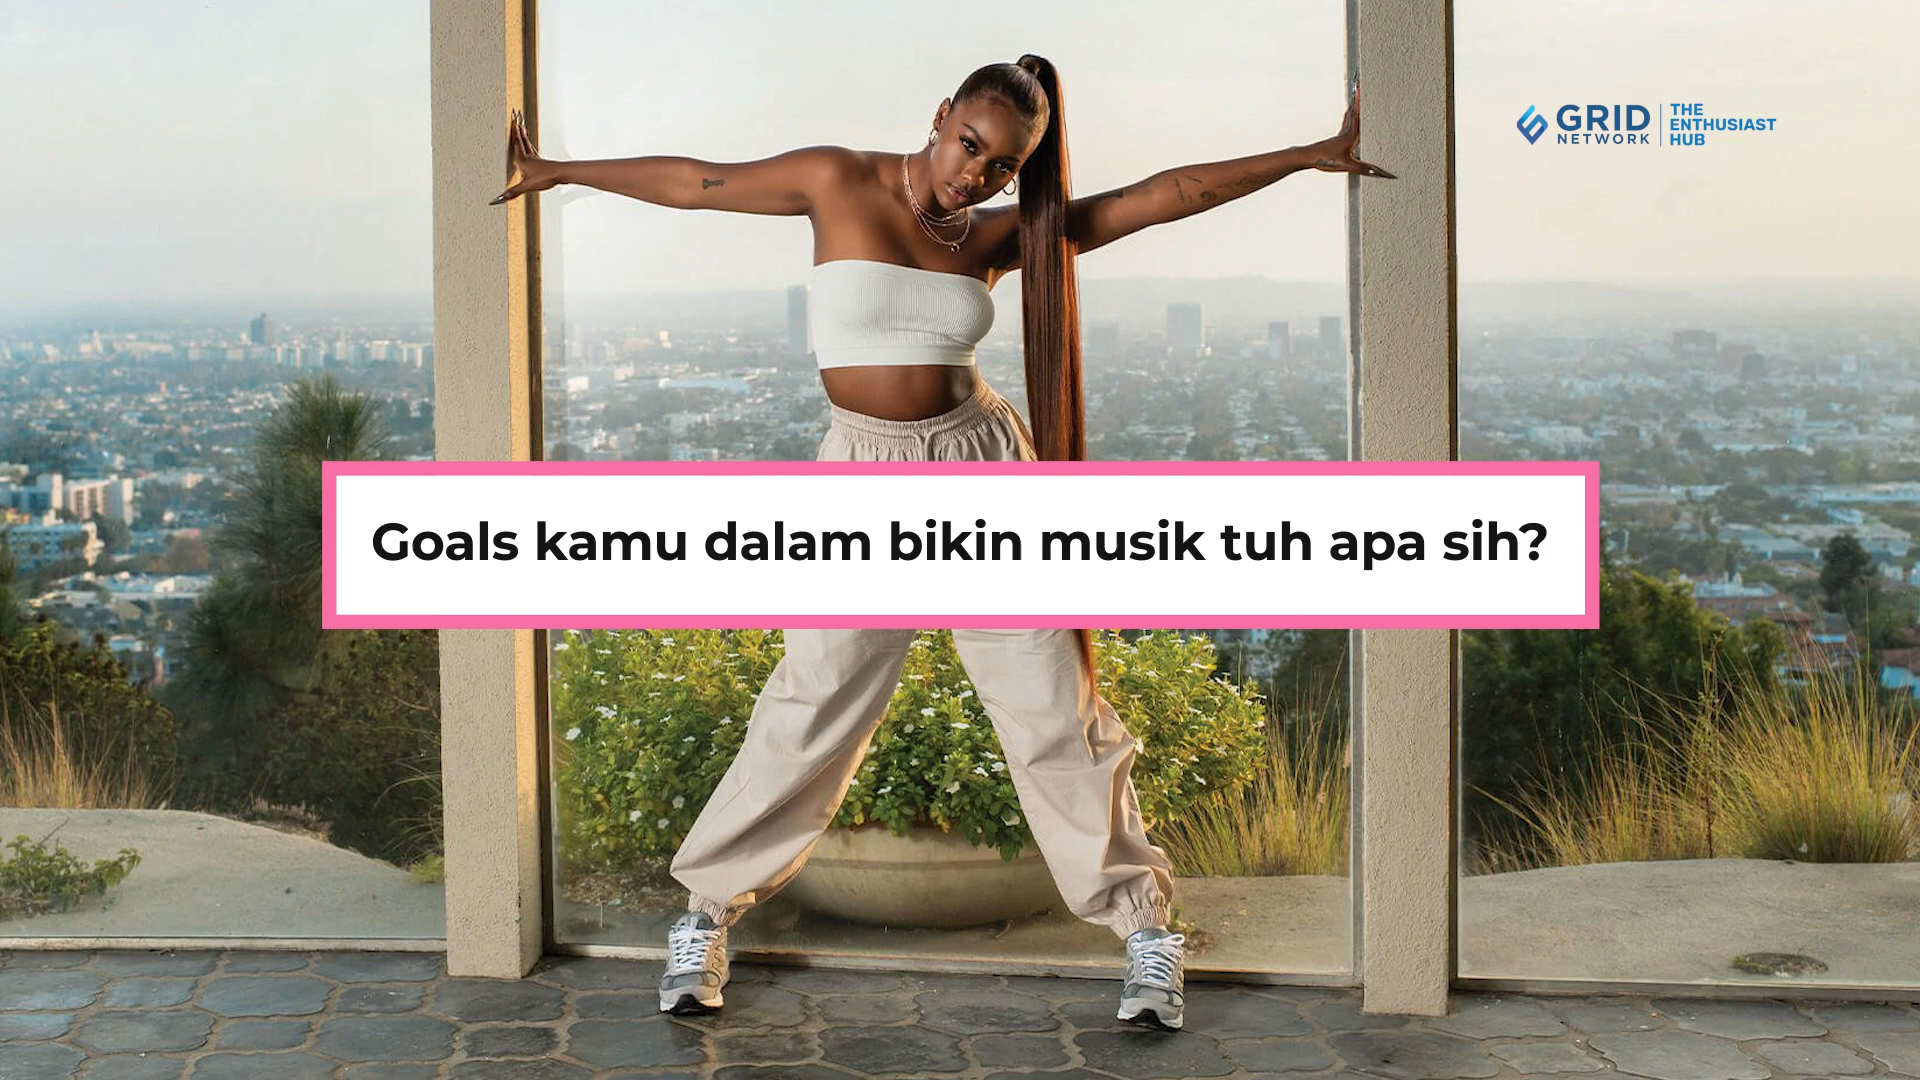 GRID
NETWORK
THE
ENTHUSIAST
HUB
Goals kamu dalam bikin musik tuh apa sih?